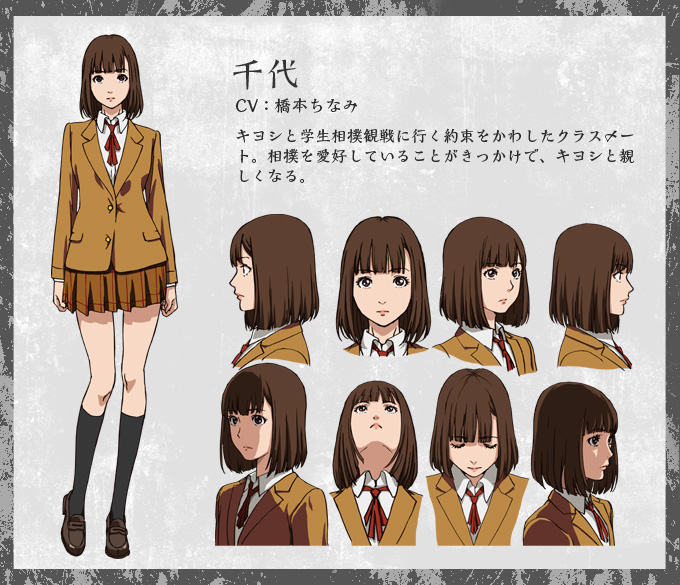 千代
CV：橋本ちなみ
キヨシと学生相撲観戦に行く約束をかわしたクラスメー
ト。相撲を愛好していることがきっかけで、キヨシと親
しくなる。